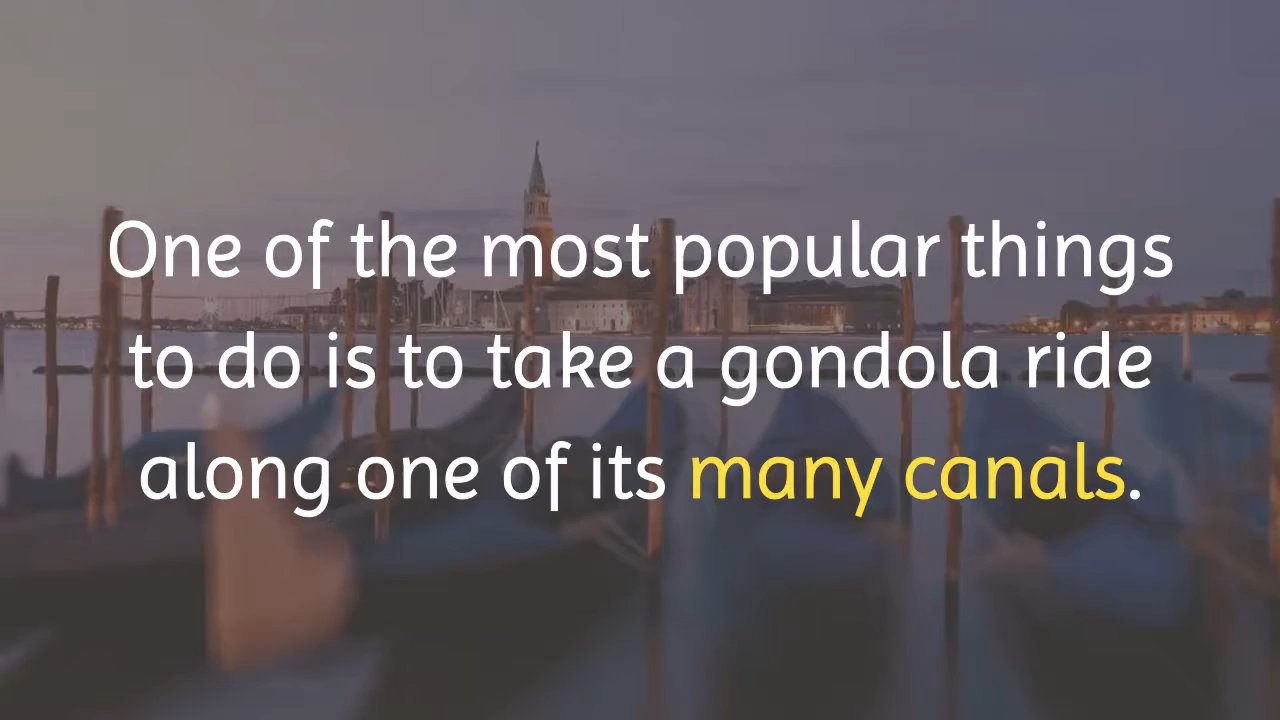 One of the most popular things
to do is to take a gondola ride
along one of its many canals.